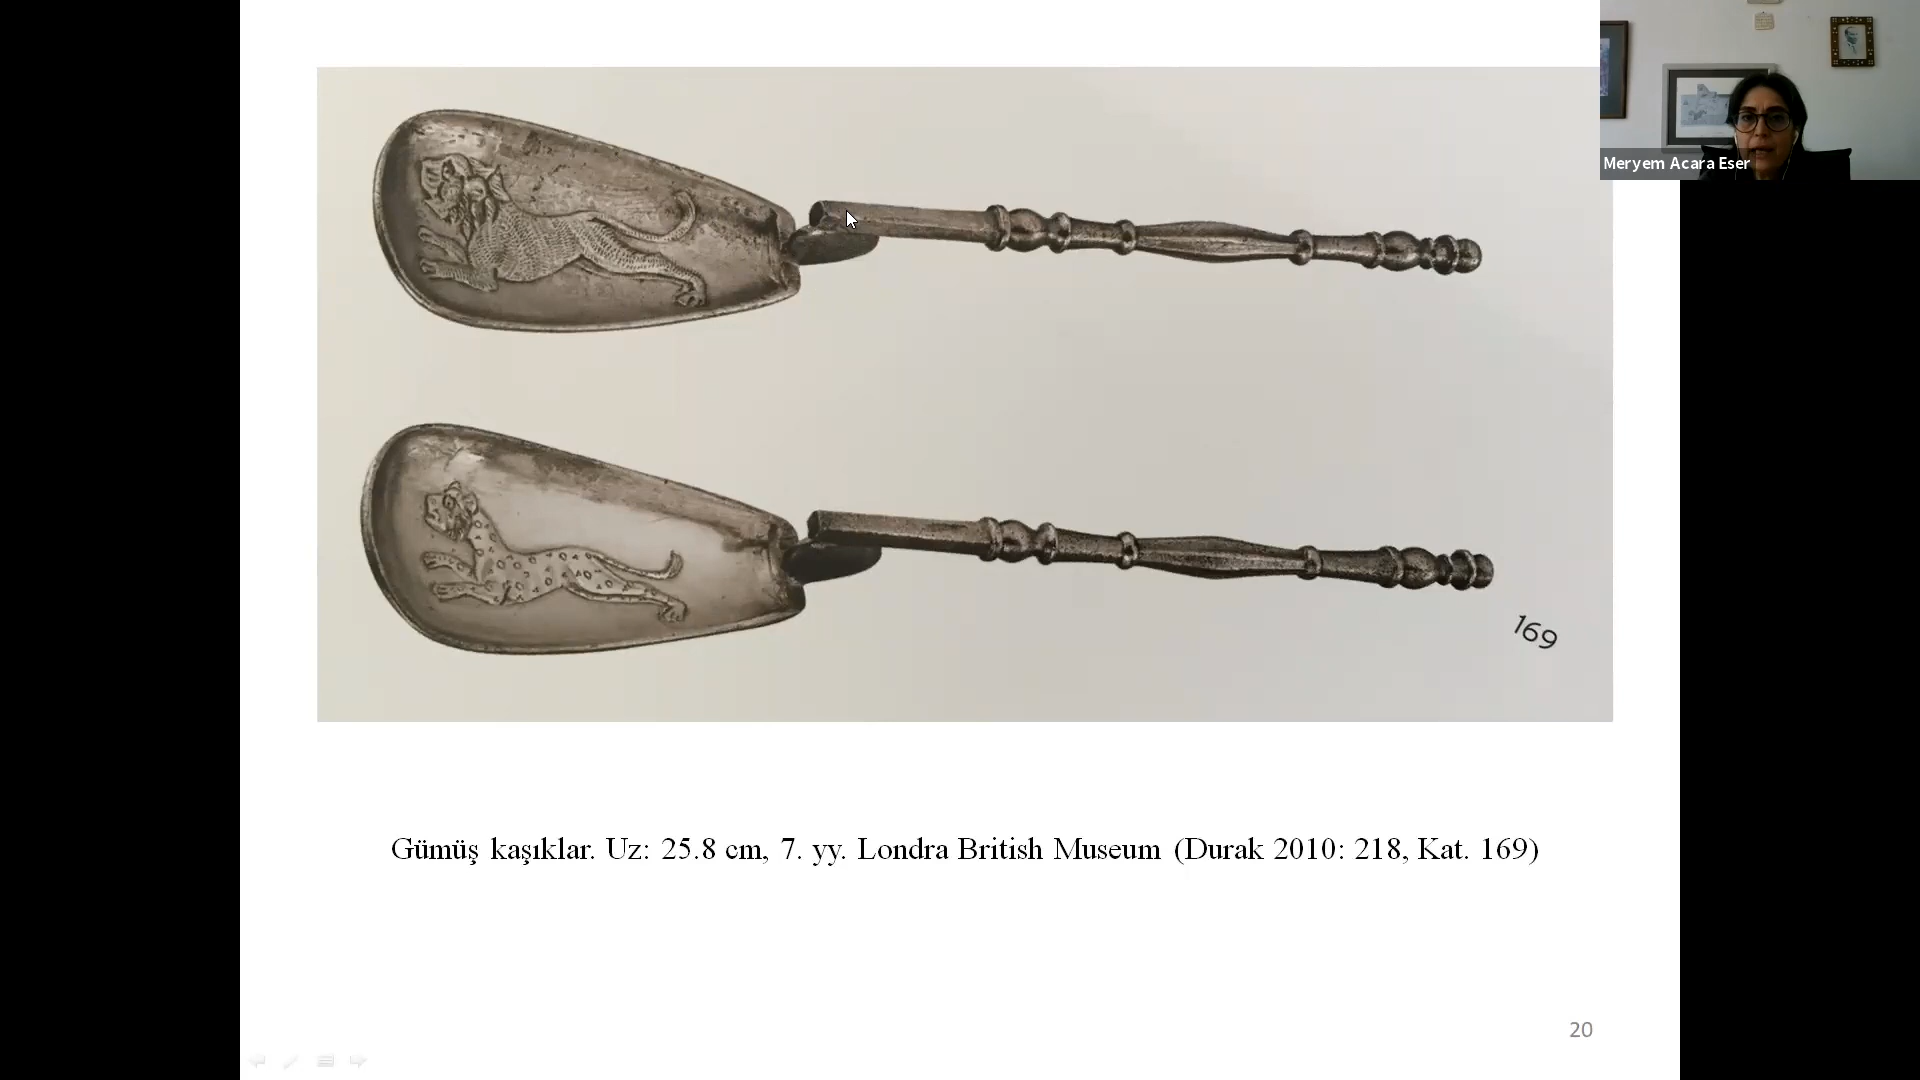 Meryem Acara Eser
169
Gümüş kaşıklar. Uz: 25.8 cm, 7. yy. Londra British Museum (Durak 2010: 218, Kat. 169)
20